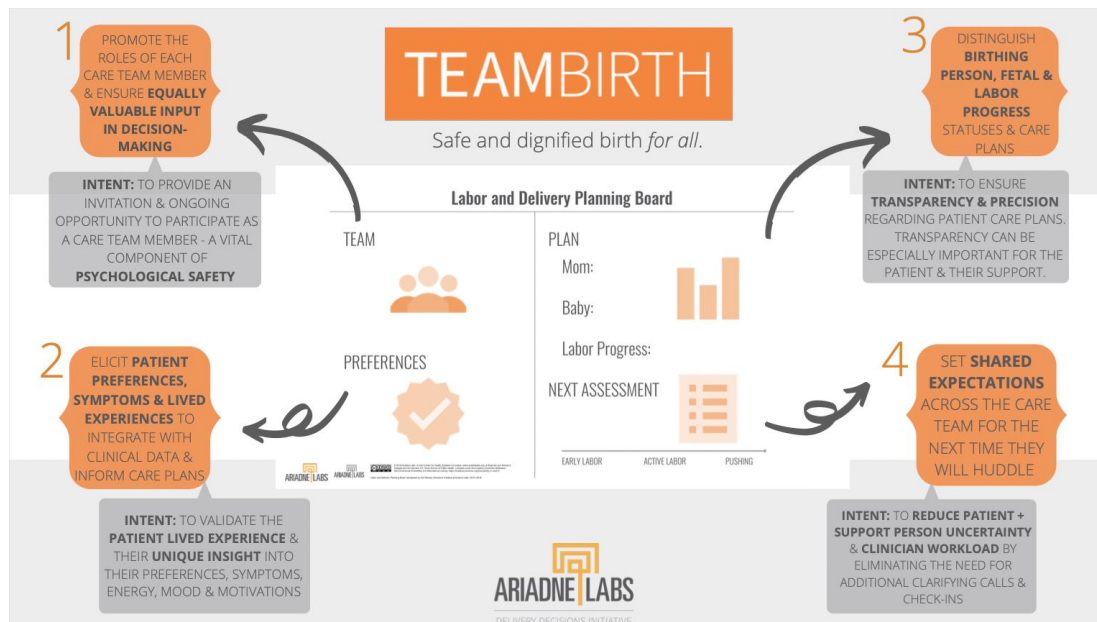 TEAMBIRTH
Safe and dignified birth for all.
1
PROMOTE THE
ROLES OF EACH
CARE TEAM MEMBER
& ENSURE EQUALLY
VALUABLE INPUT
IN DECISION-
MAKING
INTENT: TO PROVIDE AN
INVITATION & ONGOING
OPPORTUNITY TO PARTICIPATE AS
A CARE TEAM MEMBER - A VITAL
COMPONENT OF
PSYCHOLOGICAL SAFETY
2
ELICIT PATIENT
PREFERENCES,
SYMPTOMS & LIVED
EXPERIENCES TO
INTEGRATE WITH
CLINICAL DATA &
INFORM CARE PLANS
INTENT: TO VALIDATE THE
PATIENT LIVED EXPERIENCE &
THEIR UNIQUE INSIGHT INTO
THEIR PREFERENCES, SYMPTOMS,
ENERGY, MOOD & MOTIVATIONS
Labor and Delivery Planning Board
TEAM
PREFERENCES
PLAN
Mom:
Baby:
Labor Progress:
NEXT ASSESSMENT
EARLY LABOR ACTIVE LABOR PUSHING
ARIADNE LABS
ARIADNE LABS
3
DISTINGUISH
BIRTHING
PERSON, FETAL &
LABOR
PROGRESS
STATUSES & CARE
PLANS
INTENT: TO ENSURE
TRANSPARENCY & PRECISION
REGARDING PATIENT CARE PLANS.
TRANSPARENCY CAN BE
ESPECIALLY IMPORTANT FOR THE
PATIENT & THEIR SUPPORT.
4
SET SHARED
EXPECTATIONS
ACROSS THE CARE
TEAM FOR THE
NEXT TIME THEY
WILL HUDDLE
INTENT: TO REDUCE PATIENT +
SUPPORT PERSON UNCERTAINTY
& CLINICIAN WORKLOAD BY
ELIMINATING THE NEED FOR
ADDITIONAL CLARIFYING CALLS &
CHECK-INS
ARIADNE LABS
DELIVERY DECISIONS INITIATIVE